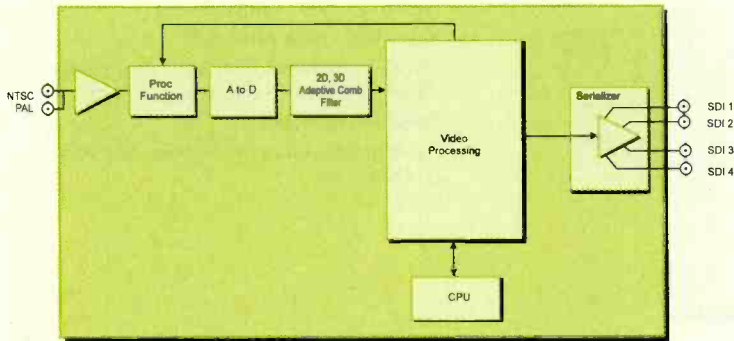 NTSC
PAL
Proc
Function
A to D
2D, 3D
Adaptive Comb
Filter
Video
Processing
CPU
Serializer
SDI 1
SDI 2
SDI 3
SDI 4